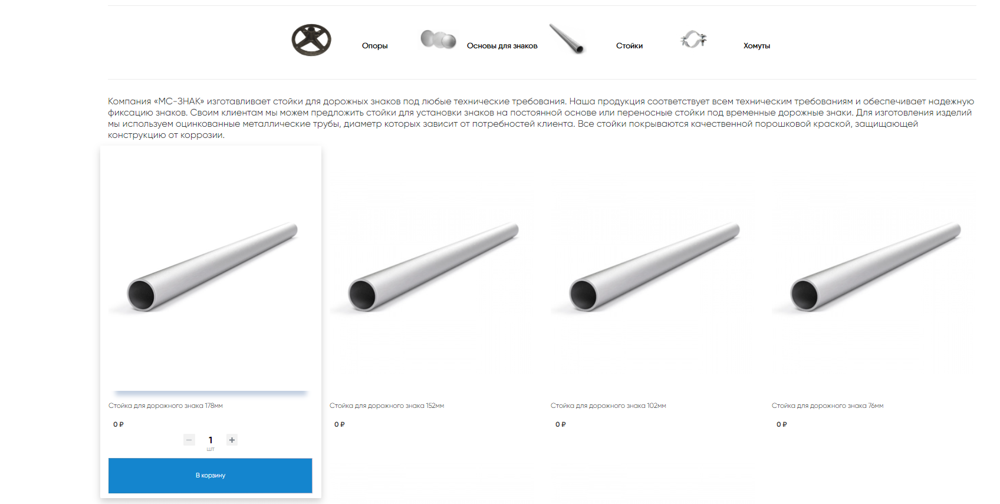 Опоры
Основы для знаков
Стойки
Хомуты
Компания «МС-ЗНАК» изготавливает стойки для дорожных знаков под любые технические требования. Наша продукция соответствует всем техническим требованиям и обеспечивает надежную
фиксацию знаков. Своим клиентам мы можем предложить стойки для установки знаков на постоянной основе или переносные стойки под временные дорожные знаки. Для изготовления изделий
мы используем оцинкованные металлические трубы, диаметр которых зависит от потребностей клиента. Все стойки покрываются качественной порошковой краской, защищающей
конструкцию от коррозии.
Стойка для дорожного знака 178мм
0 ₽
− 1 +
шт
В корзину
Стойка для дорожного знака 152мм
0 ₽
Стойка для дорожного знака 102мм
0 ₽
Стойка для дорожного знака 76мм
0 ₽